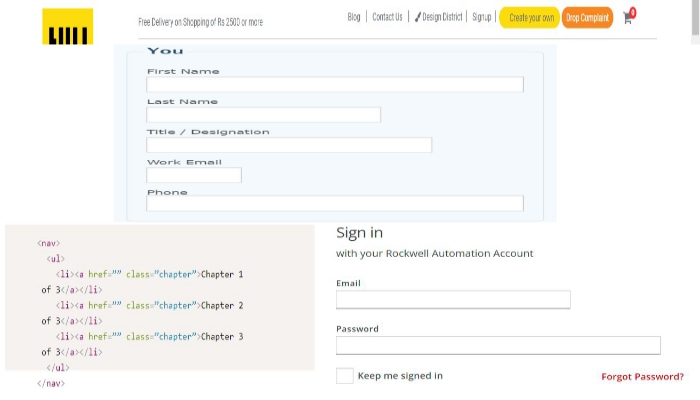 Free Delivery on Shopping of Rs 2500 or more
Blog | Contact Us | Design District | Signup | Create your own Drop Complaint 0
You
First Name
Last Name
Title / Designation
Work Email
Phone
<nav>
<ul>
<li><a href="" class="chapter">Chapter 1
of 3</a></li>
<li><a href="" class="chapter">Chapter 2
of 3</a></li>
<li><a href="" class="chapter">Chapter 3
of 3</a></li>
</ul>
</nav>
Sign in
with your Rockwell Automation Account
Email
Password
Keep me signed in
Forgot Password?